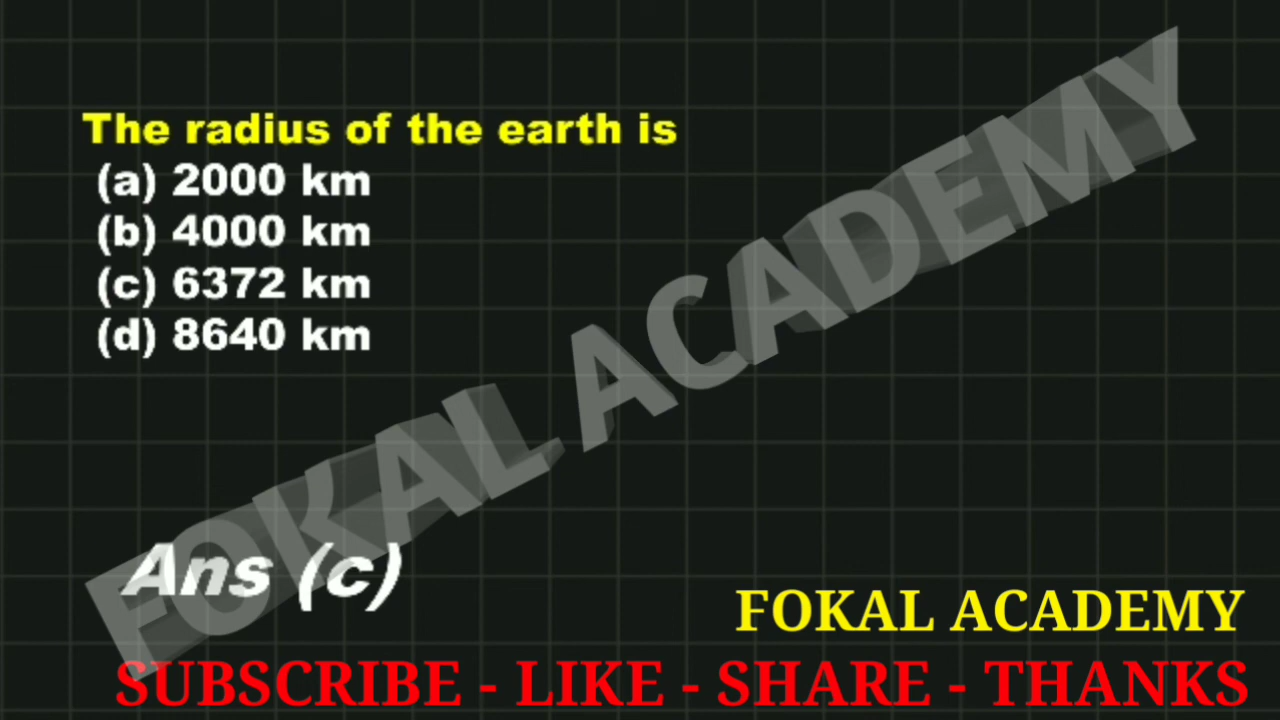 The radius of the earth is
(a) 2000 km
(b) 4000 km
(c) 6372 km
(d) 8640 km
FOKAL ACADEMY
Ans (c)
FOKAL ACADEMY
SUBSCRIBE - LIKE - SHARE - THANKS